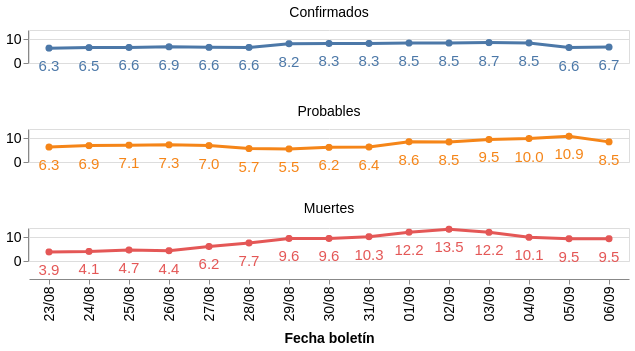 Confirmados
10
0
6.3 6.5 6.6 6.9 6.6 6.6 8.2 8.3 8.3 8.5 8.5 8.7 8.5 6.6 6.7
Probables
10
0
6.3 6.9 7.1 7.3 7.0 5.7 5.5 6.2 6.4 8.6 8.5 9.5 10.0 10.9 8.5
Muertes
10
0
3.9 4.1 4.7 4.4 6.2 7.7 9.6 9.6 10.3 12.2 13.5 12.2 10.1 9.5 9.5
23/08 24/08 25/08 26/08 27/08 28/08 29/08 30/08 31/08 01/09 02/09 03/09 04/09 05/09 06/09
Fecha boletín